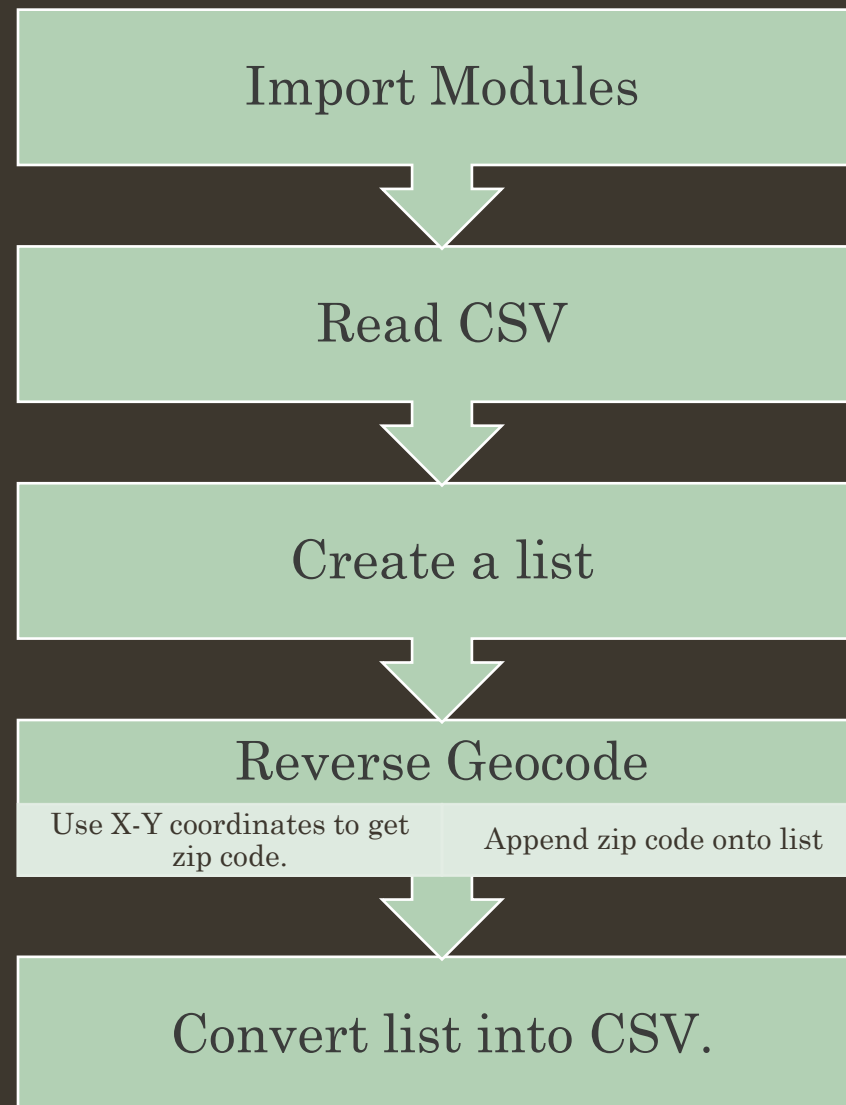 Import Modules
Read CSV
Create a list
Reverse Geocode
Use X-Y coordinates to get
zip code.
Append zip code onto list
Convert list into CSV.